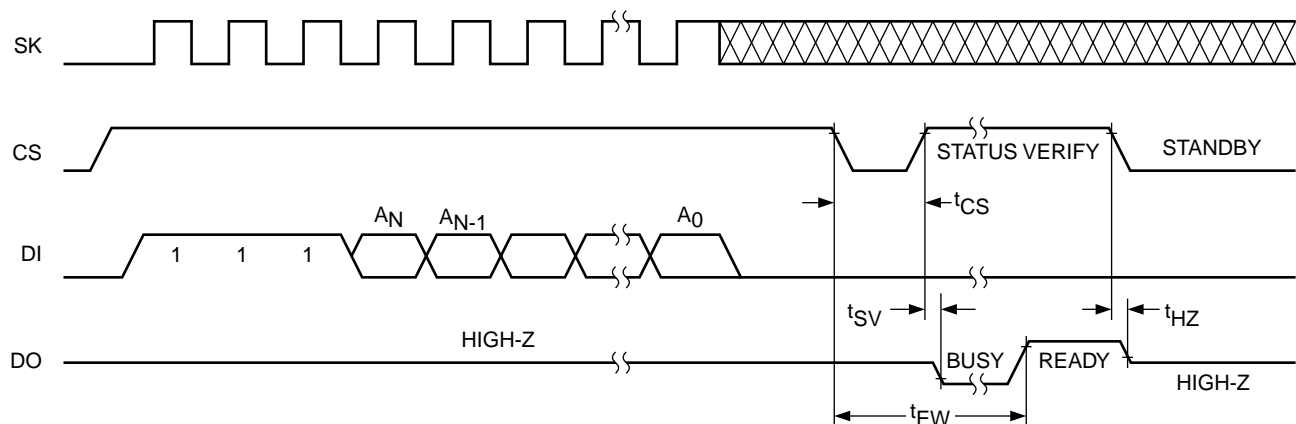 SK
CS
STATUS VERIFY
STANDBY
tCS
AN
AN-1
A0
DI
1 1 1
tSV
tHZ
HIGH-Z
DO
BUSY
READY
HIGH-Z
tEW